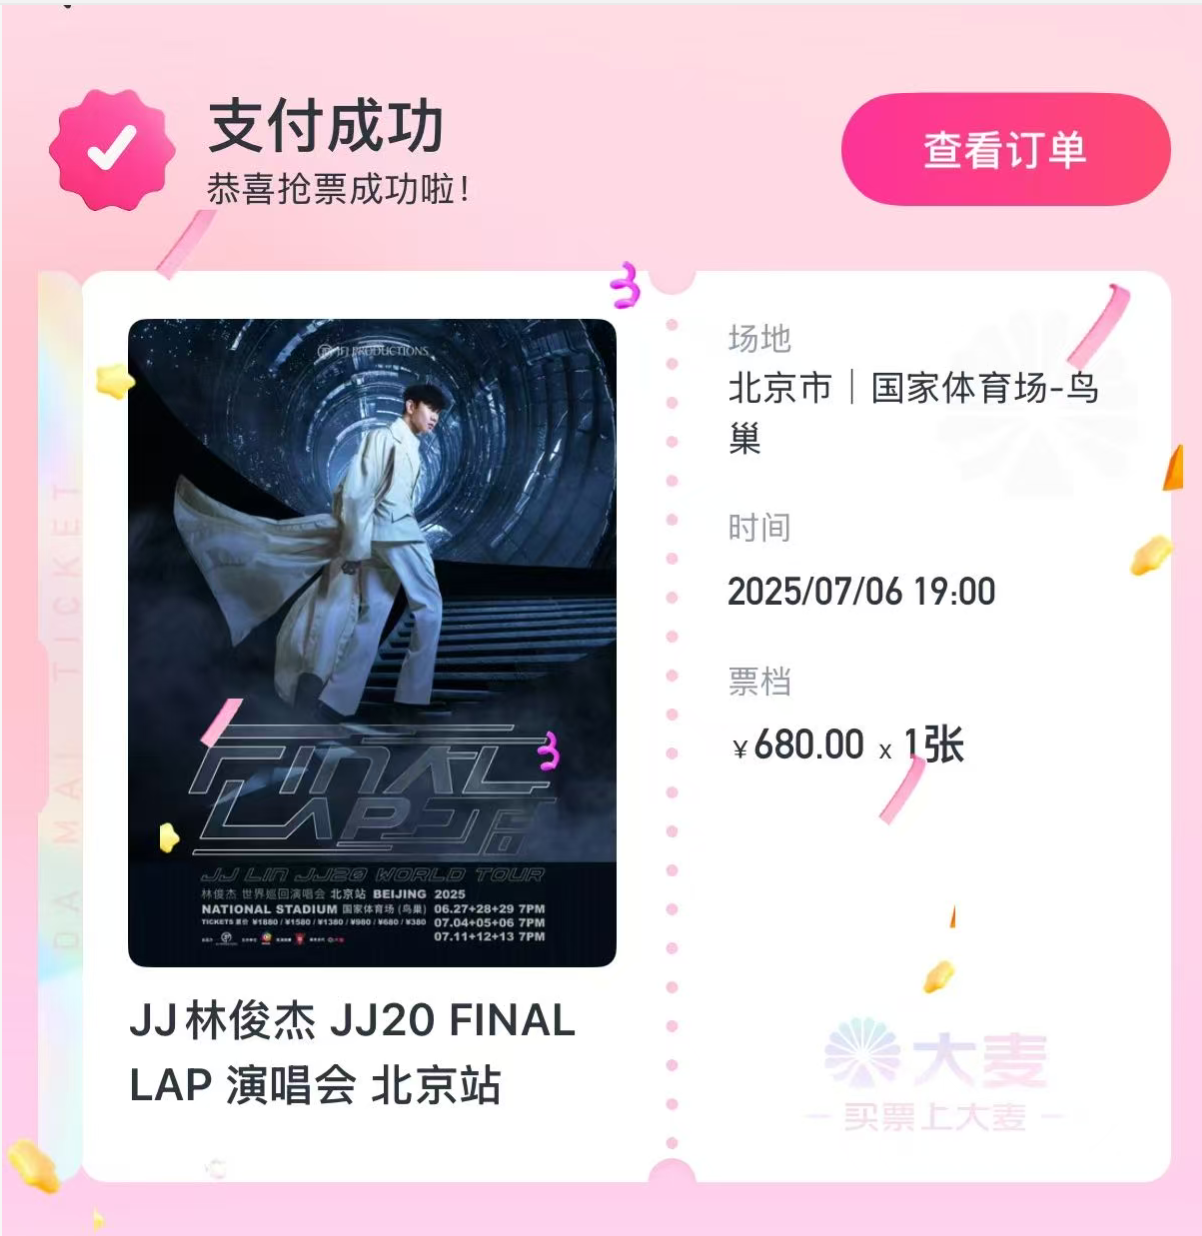 支付成功
恭喜抢票成功啦!
查看订单
DA MAI TICKET
JFJ PRODUCTIONS
FINAL
LAP
JJ LIN JJ20 WORLD TOUR
林俊杰 世界巡回演唱会 北京站 BEIJING 2025
NATIONAL STADIUM 国家体育场 (鸟巢) 06.27+28+29 7PM
TICKETS 票价 ¥1880 / ¥1580 / ¥1380 / ¥980 / ¥680 / ¥380 07.04+05+06 7PM
07.11+12+13 7PM
JJ林俊杰 JJ20 FINAL
LAP 演唱会 北京站
场地
北京市｜国家体育场-鸟
巢
时间
2025/07/06 19:00
票档
¥680.00 x 1张
大麦
买票上大麦